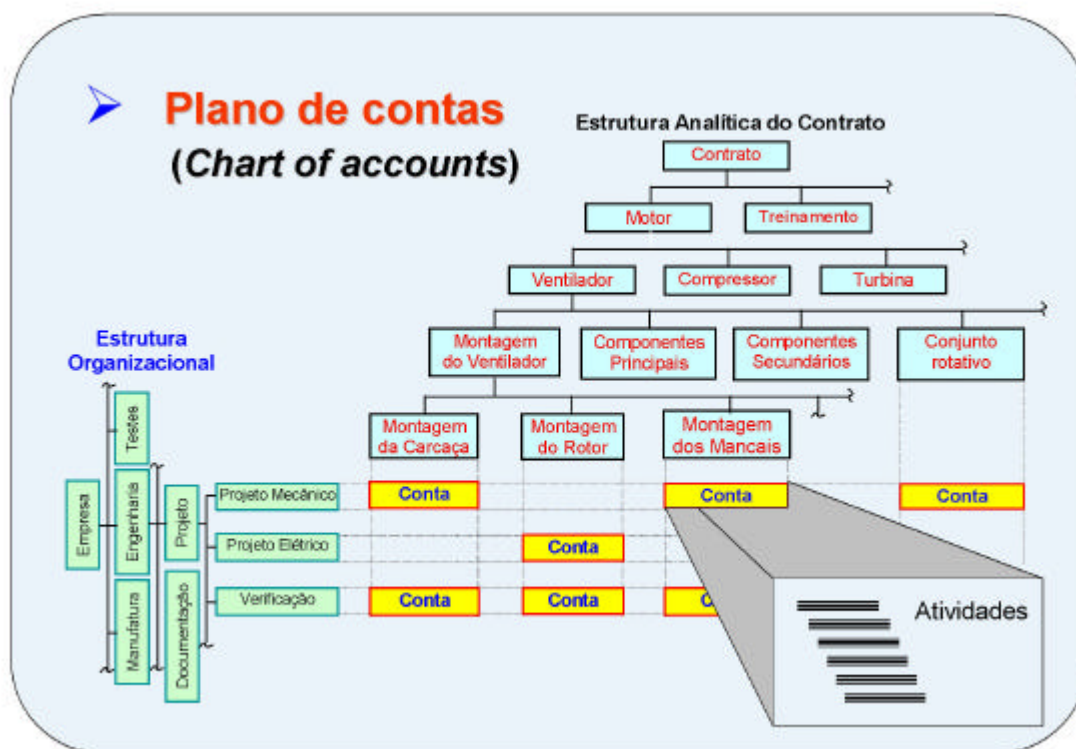 Plano de contas
(Chart of accounts)
Estrutura Analítica do Contrato
Contrato
Motor
Treinamento
Ventilador
Compressor
Turbina
Montagem
do Ventilador
Componentes
Principais
Componentes
Secundários
Conjunto
rotativo
Montagem
da Carcaça
Montagem
do Rotor
Montagem
dos Mancais
Estrutura
Organizacional
Empresa
Testes
Engenharia
Manufatura
Projeto
Documentação
Projeto Mecânico
Conta
Conta
Conta
Projeto Elétrico
Conta
Verificação
Conta
Conta
Atividades